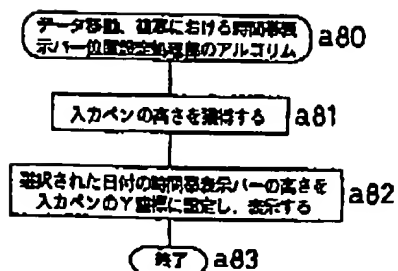 データ移動、複写における時間帯表 a80
示バー位置設定処理部のアルゴリム
入力ペンの高さを獲得する a81
選択された日付の時間帯表示バーの高さを a82
入力ペンのY座標に設定し、表示する
終了 a83